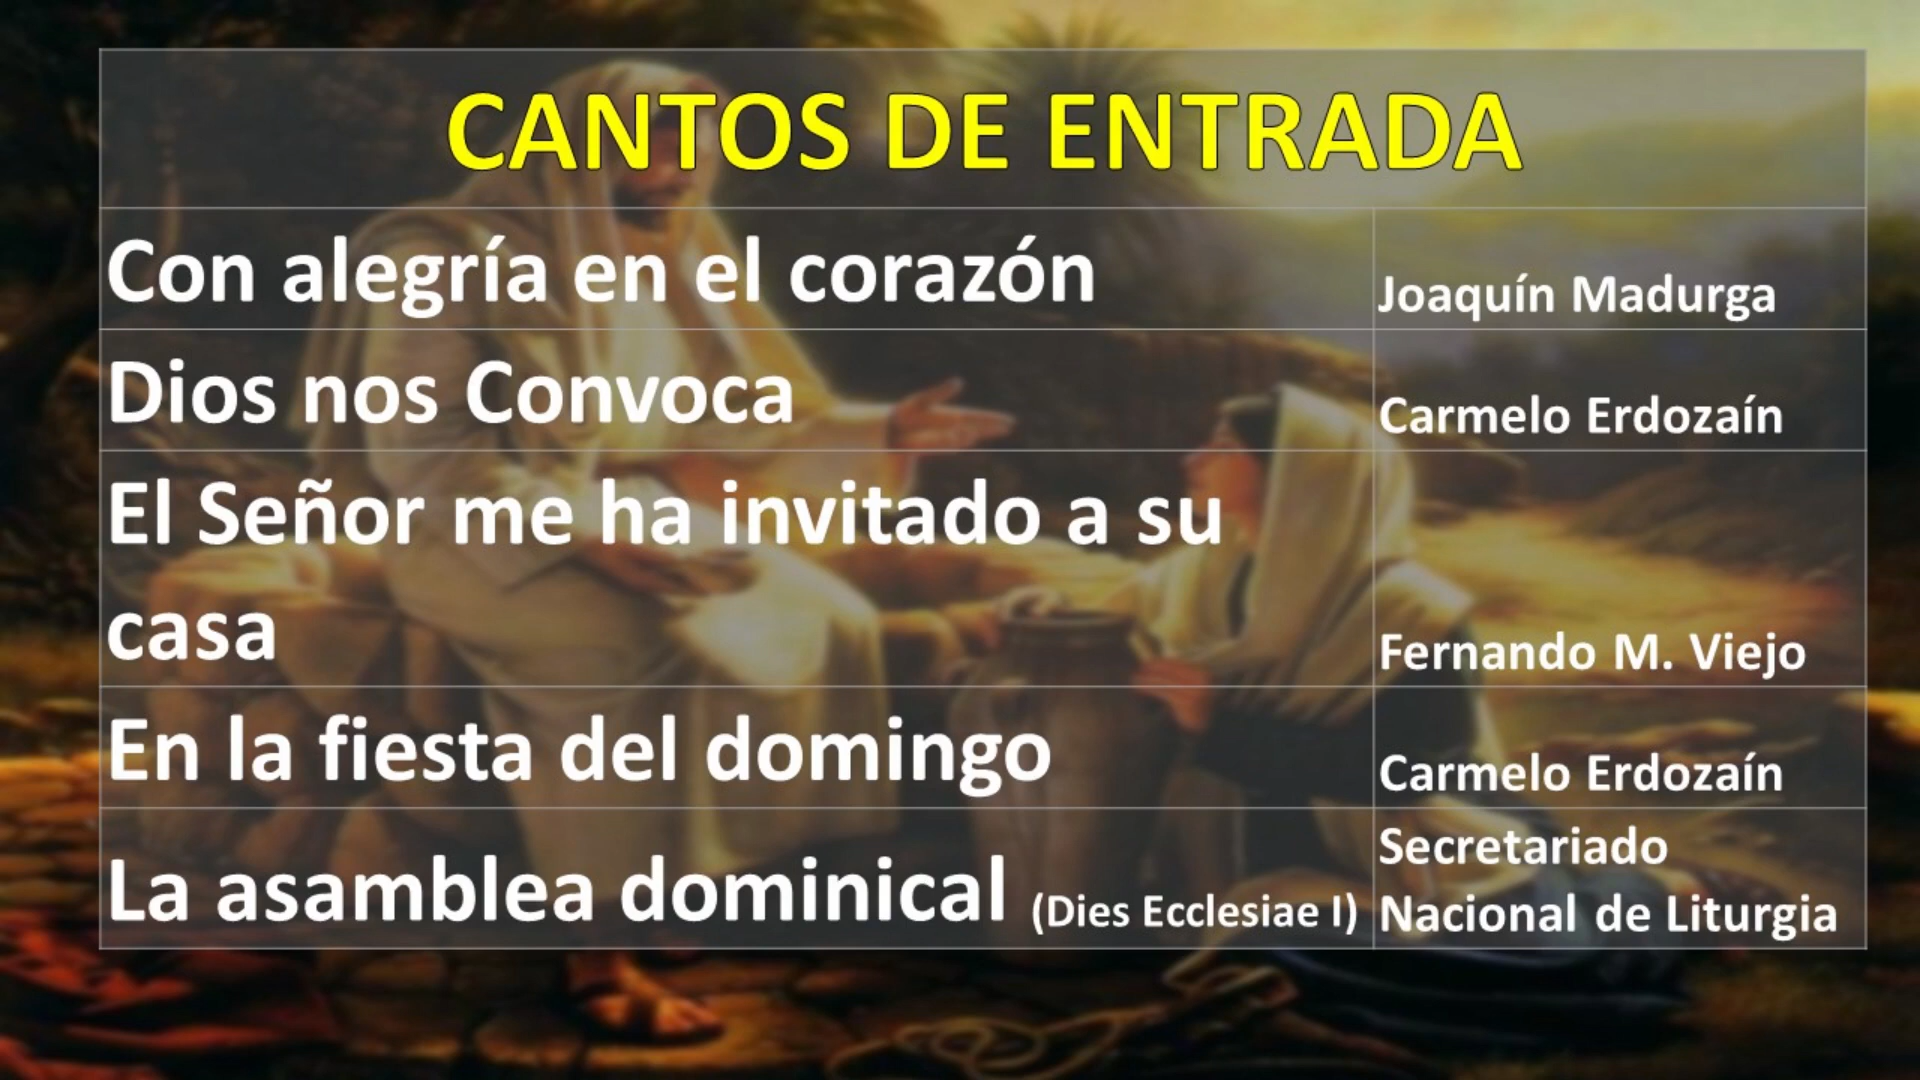 CANTOS DE ENTRADA
Con alegría en el corazón
Joaquín Madurga
Dios nos Convoca
Carmelo Erdozaín
El Señor me ha invitado a su
casa
Fernando M. Viejo
En la fiesta del domingo
Carmelo Erdozaín
La asamblea dominical (Dies Ecclesiae I)
Secretariado
Nacional de Liturgia